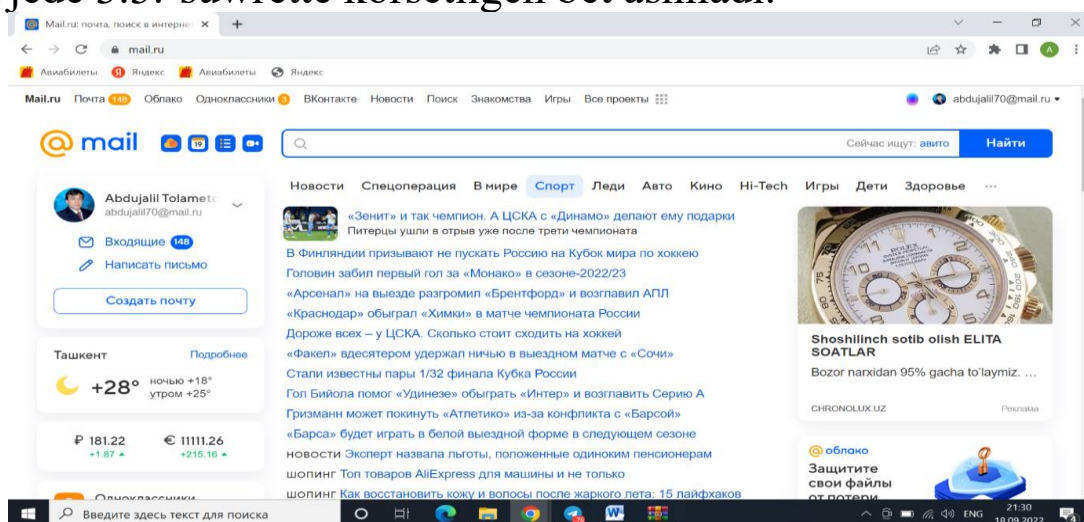 jede 3.37-suwrette kórsetilgen bet ashıladı.
Mail.ru: почта, поиск в интернет
mail.ru
Авиабилеты Яндекс Авиабилеты Яндекс
Mail.ru Почта 148 Облако Одноклассники 3 ВКонтакте Новости Поиск Знакомства Игры Все проекты abdujalil70@mail.ru
mail 19 Сейчас ищут: авито Найти
Новости Спецоперация В мире Спорт Леди Авто Кино Hi-Tech Игры Дети Здоровье ...
Abdujalil Tolamet
abdujalil70@mail.ru
Входящие 148
Написать письмо
Создать почту
Ташкент Подробнее
+28° ночью +18°
утром +25°
₽ 181.22 € 11111.26
+1.87 +215.16
Одноклассники
«Зенит» и так чемпион. А ЦСКА с «Динамо» делают ему подарки
Питерцы ушли в отрыв уже после трети чемпионата
В Финляндии призывают не пускать Россию на Кубок мира по хоккею
Головин забил первый гол за «Монако» в сезоне-2022/23
«Арсенал» на выезде разгромил «Брентфорд» и возглавил АПЛ
«Краснодар» обыграл «Химки» в матче чемпионата России
Дороже всех – у ЦСКА. Сколько стоит сходить на хоккей
«Факел» вдесятером удержал ничью в выездном матче с «Сочи»
Стали известны пары 1/32 финала Кубка России
Гол Бийола помог «Удинезе» обыграть «Интер» и возглавить Серию А
Гризманн может покинуть «Атлетико» из-за конфликта с «Барсой»
«Барса» будет играть в белой выездной форме в следующем сезоне
новости Эксперт назвала льготы, положенные одиноким пенсионерам
шопинг Топ товаров AliExpress для машины и не только
шопинг Как восстановить кожу и волосы после жаркого лета: 15 лайфхаков
ROLEX
Shoshilinch sotib olish ELITA
SOATLAR
Bozor narxidan 95% gacha to'laymiz. ...
CHRONOLUX.UZ Реклама
облако
Защитите
свои файлы
от потери
Введите здесь текст для поиска
ENG 21:30
18.09.2022